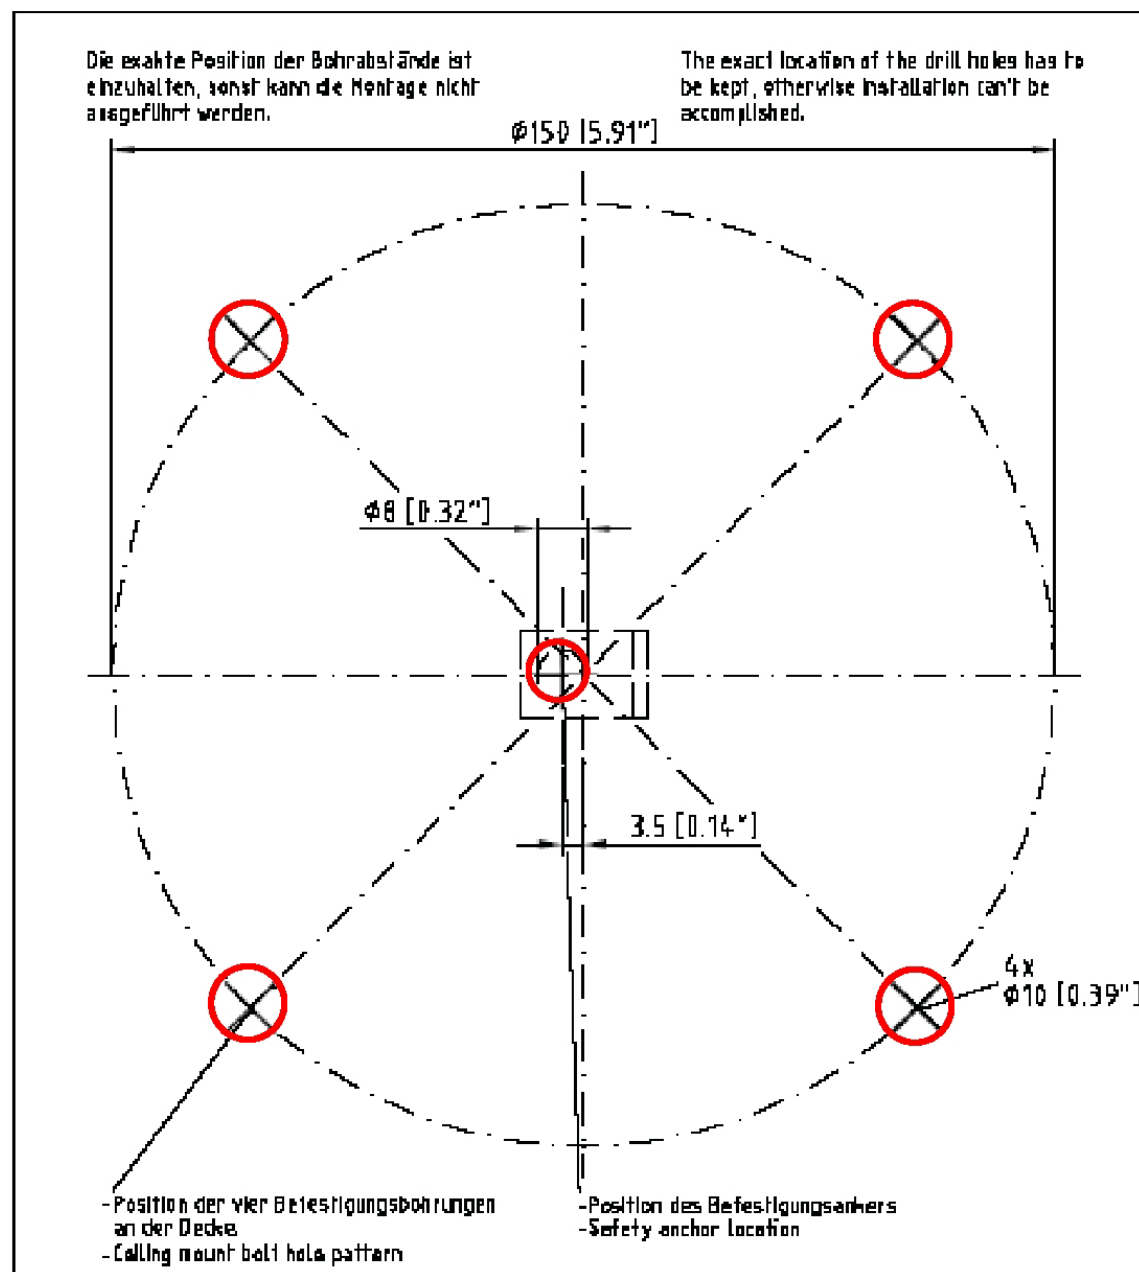 Die exakte Position der Bohrabstände ist
einzuhalten, sonst kann die Montage nicht
ausgeführt werden.
The exact location of the drill holes has to
be kept, otherwise installation can't be
accomplished.
Φ150 [5.91"]
Φ8 [0.32"]
3.5 [0.14"]
4x
Φ10 [0.39"]
-Position der vier Befestigungsbohrungen
an der Decke
-Ceiling mount bolt hole pattern
-Position des Befestigungsankers
-Safety anchor location